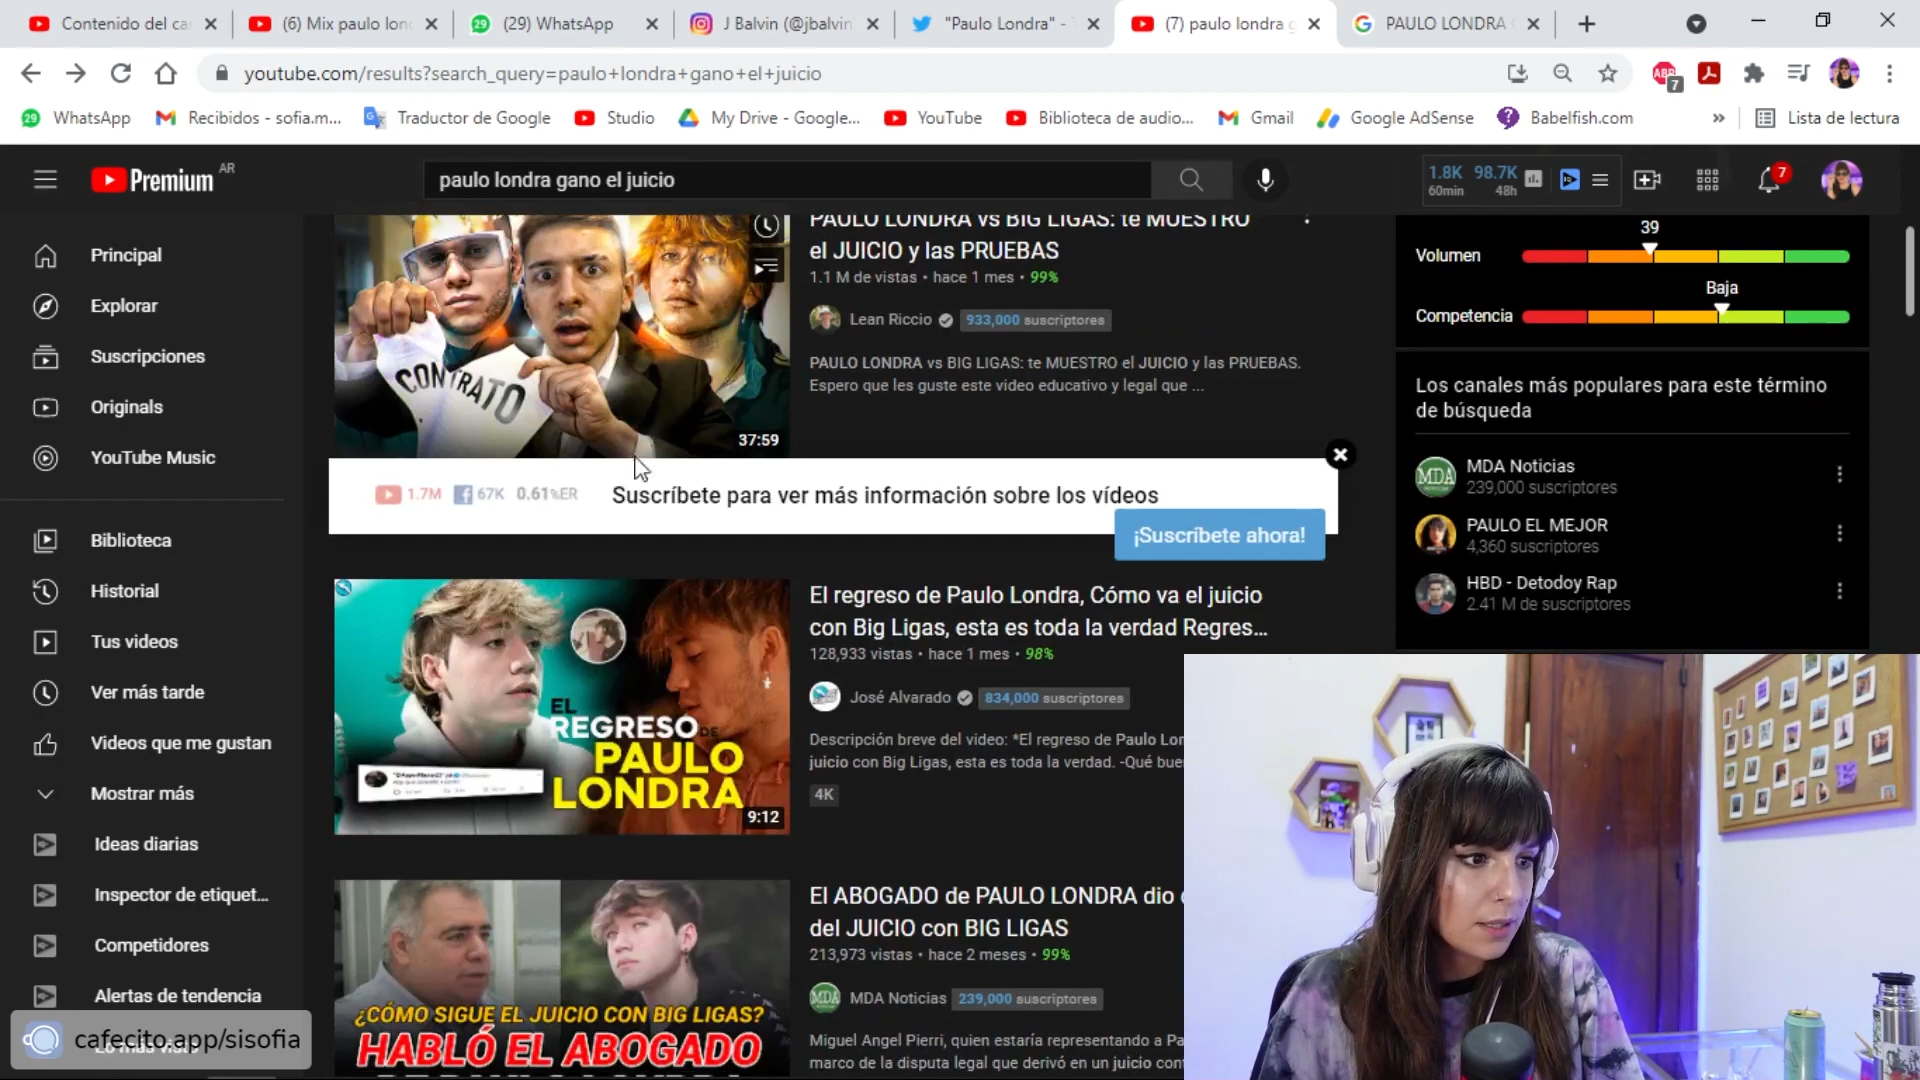 Contenido del ca
(6) Mix paulo lon
(29) WhatsApp
J Balvin (@jbalvin
"Paulo Londra" -
(7) paulo londra g
PAULO LONDRA
youtube.com/results?search_query=paulo+londra+gano+el+juicio
ABP
7
29 WhatsApp
Recibidos - sofia.m...
Traductor de Google
Studio
My Drive - Google...
YouTube
Biblioteca de audio...
Gmail
Google AdSense
Babelfish.com
»
Lista de lectura
Premium AR
paulo londra gano el juicio
1.8K 98.7K
60min 48h
7
Principal
Explorar
Suscripciones
Originals
YouTube Music
Biblioteca
Historial
Tus videos
Ver más tarde
Videos que me gustan
Mostrar más
Ideas diarias
Inspector de etiquet...
Competidores
Alertas de tendencia
cafecito.app/sisofia
CONTRATO
37:59
PAULO LONDRA vs BIG LIGAS: te MUESTRO
el JUICIO y las PRUEBAS
1.1 M de vistas • hace 1 mes • 99%
Lean Riccio 933,000 suscriptores
PAULO LONDRA vs BIG LIGAS: te MUESTRO el JUICIO y las PRUEBAS.
Espero que les guste este video educativo y legal que ...
1.7M 67K 0.61%ER Suscríbete para ver más información sobre los vídeos
¡Suscríbete ahora!
EL
REGRESO DE
PAULO
LONDRA
9:12
El regreso de Paulo Londra, Cómo va el juicio
con Big Ligas, esta es toda la verdad Regres...
128,933 vistas • hace 1 mes • 98%
José Alvarado 834,000 suscriptores
Descripción breve del video: *El regreso de Paulo Lon
juicio con Big Ligas, esta es toda la verdad. -Qué bue
4K
¿CÓMO SIGUE EL JUICIO CON BIG LIGAS?
HABLÓ EL ABOGADO
El ABOGADO de PAULO LONDRA dio
del JUICIO con BIG LIGAS
213,973 vistas • hace 2 meses • 99%
MDA MDA Noticias 239,000 suscriptores
Miguel Angel Pierri, quien estaría representando a Pa
marco de la disputa legal que derivó en un juicio con
39
Volumen
Baja
Competencia
Los canales más populares para este término
de búsqueda
MDA
MDA Noticias
239,000 suscriptores
PAULO EL MEJOR
4,360 suscriptores
HBD - Detodoy Rap
2.41 M de suscriptores